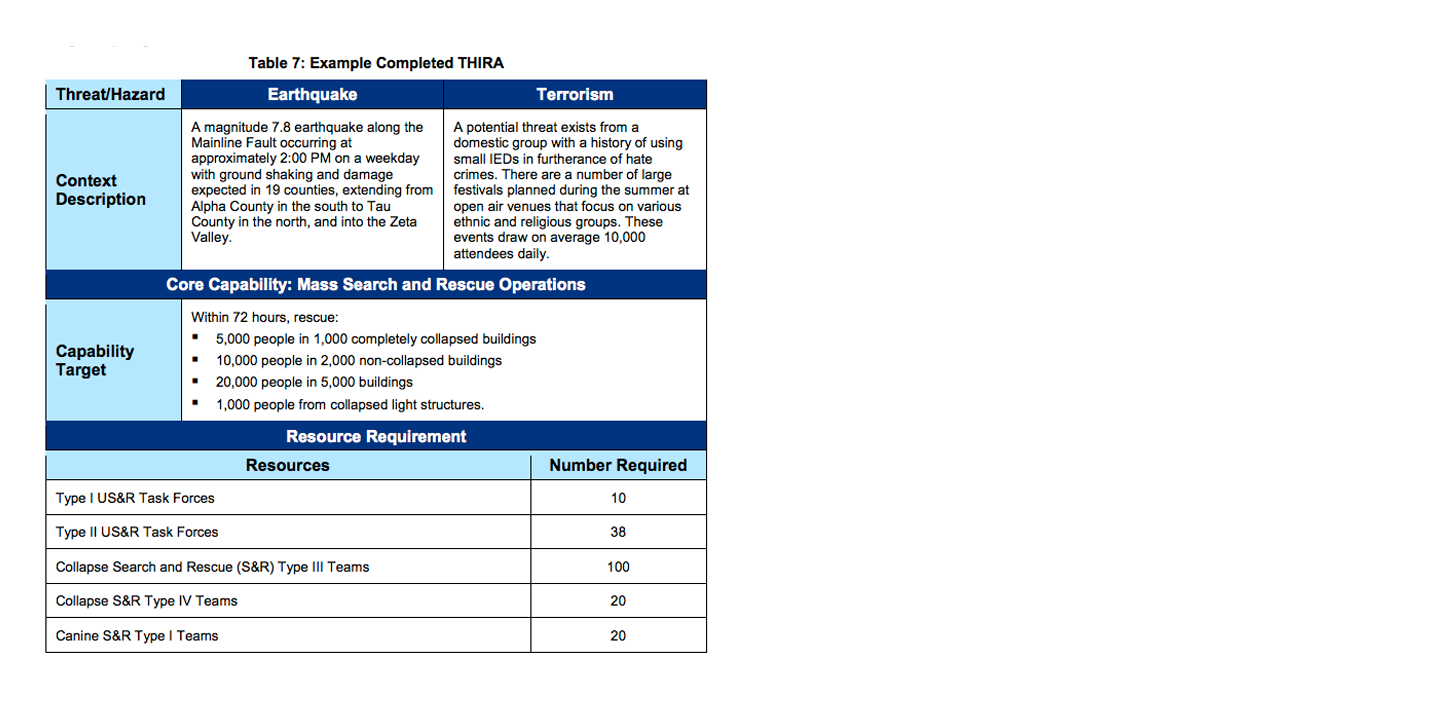 Table 7: Example Completed THIRA
Threat/Hazard
Earthquake
Terrorism
Context
Description
A magnitude 7.8 earthquake along the
Mainline Fault occurring at
approximately 2:00 PM on a weekday
with ground shaking and damage
expected in 19 counties, extending from
Alpha County in the south to Tau
County in the north, and into the Zeta
Valley.
A potential threat exists from a
domestic group with a history of using
small IEDs in furtherance of hate
crimes. There are a number of large
festivals planned during the summer at
open air venues that focus on various
ethnic and religious groups. These
events draw on average 10,000
attendees daily.
Core Capability: Mass Search and Rescue Operations
Capability
Target
Within 72 hours, rescue:
▪ 5,000 people in 1,000 completely collapsed buildings
▪ 10,000 people in 2,000 non-collapsed buildings
▪ 20,000 people in 5,000 buildings
▪ 1,000 people from collapsed light structures.
Resource Requirement
Resources
Number Required
Type I US&R Task Forces
10
Type II US&R Task Forces
38
Collapse Search and Rescue (S&R) Type III Teams
100
Collapse S&R Type IV Teams
20
Canine S&R Type I Teams
20